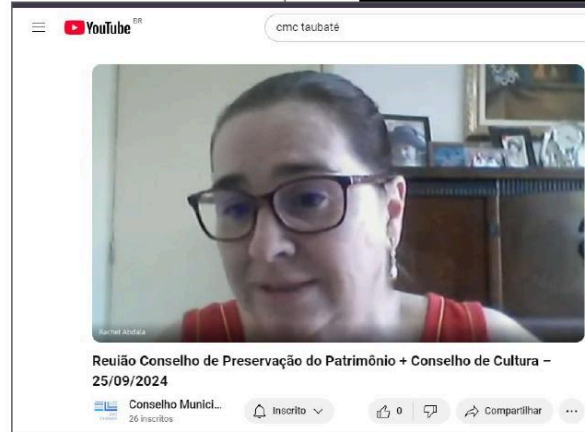 YouTube BR
cmc taubaté
Rachel Abdala
Reuião Conselho de Preservação do Patrimônio + Conselho de Cultura –
25/09/2024
Conselho Munici...
26 inscritos
Inscrito
0
Compartilhar